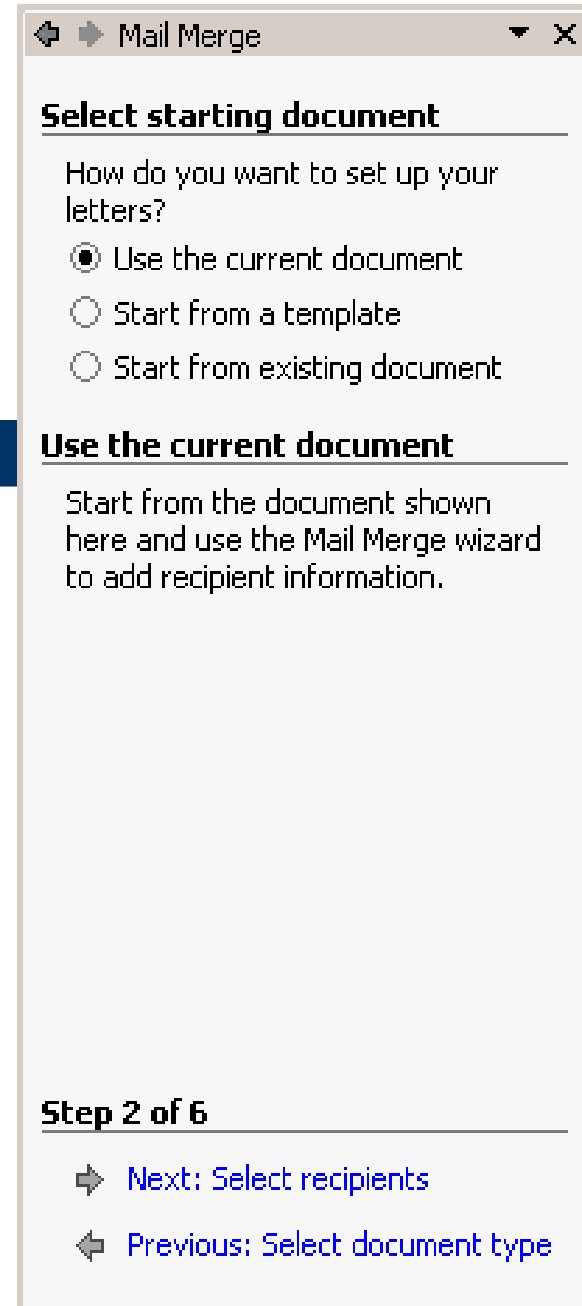 Mail Merge
Select starting document
How do you want to set up your
letters?
Use the current document
Start from a template
Start from existing document
Use the current document
Start from the document shown
here and use the Mail Merge wizard
to add recipient information.
Step 2 of 6
Next: Select recipients
Previous: Select document type